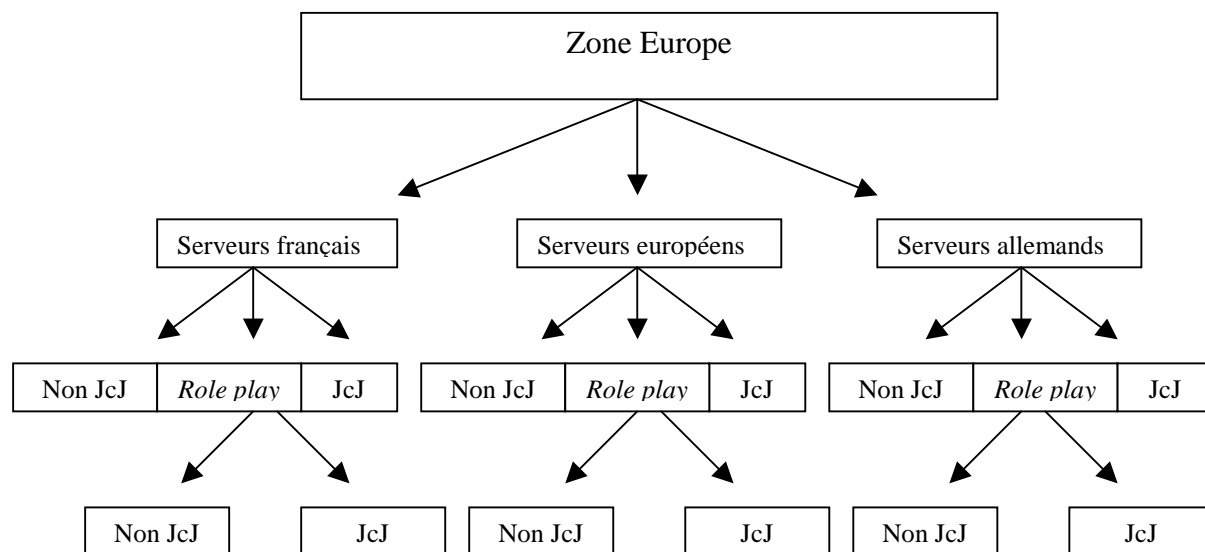 Zone Europe
Serveurs français Serveurs européens Serveurs allemands
Non JcJ Role play JcJ Non JcJ Role play JcJ Non JcJ Role play JcJ
Non JcJ JcJ Non JcJ JcJ Non JcJ JcJ